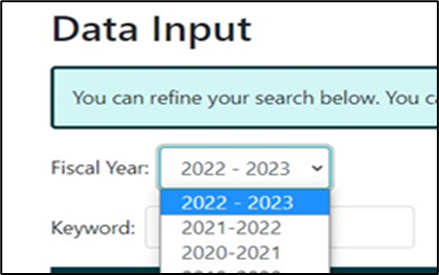 Data Input
You can refine your search below. You
Fiscal Year: 2022 - 2023
2022 - 2023
Keyword:
2021-2022
2020-2021